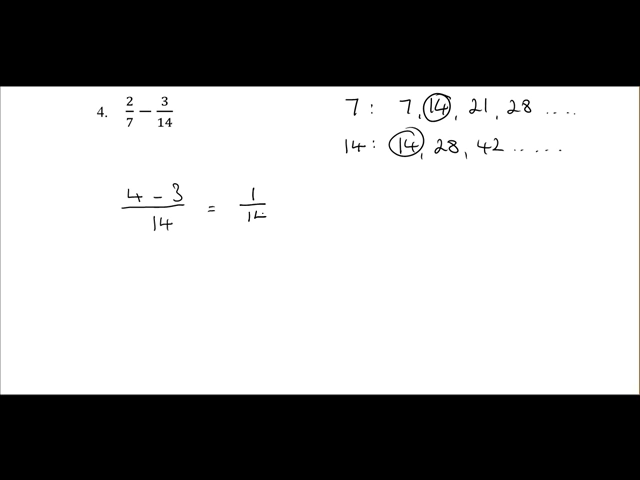 4. 2/7 − 3/14
7 : 7, 14, 21, 28 ....
14 : 14, 28, 42 .....
4 − 3 / 14 = 1/14